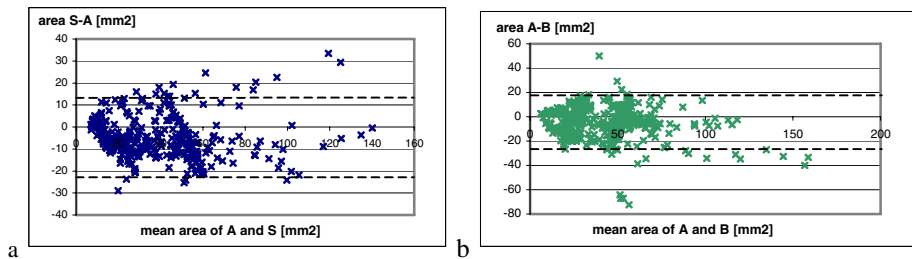 area S-A [mm2]
40
30
20
10
0
-10
-20
-30
-40
0 20 40 60 80 100 120 140 160
mean area of A and S [mm2]
a
area A-B [mm2]
60
40
20
0
-20
-40
-60
-80
0 50 100 150 200
mean area of A and B [mm2]
b